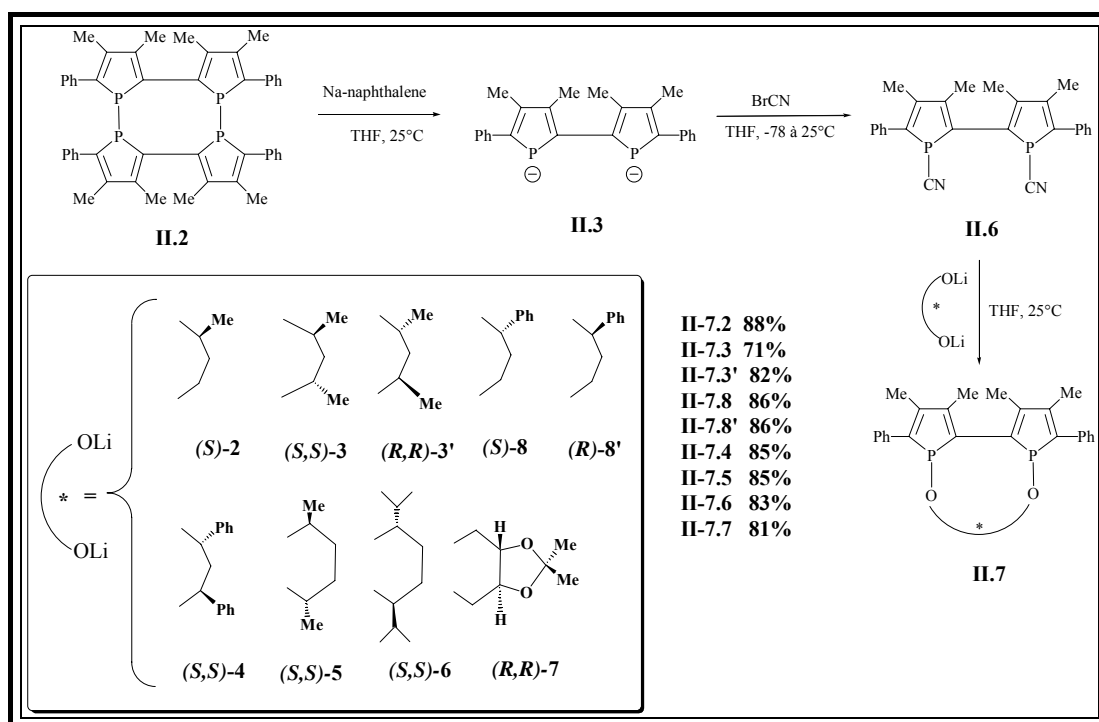 Me Me Me Me
Ph Ph
P P
P P
Ph Ph
Me Me Me Me
II.2
Na-naphthalene
THF, 25°C
Me Me Me Me
Ph Ph
P P
⊖ ⊖
II.3
BrCN
THF, -78 à 25°C
Me Me Me Me
Ph Ph
P P
CN CN
II.6
OLi
*
OLi
THF, 25°C
Me Me Me Me
Ph Ph
P P
O O
*
II.7
OLi
* =
OLi
Me
(S)-2
Me
Me
(S,S)-3
Me
Me
(R,R)-3'
Ph
(S)-8
Ph
(R)-8'
Ph
Ph
(S,S)-4
Me
Me
(S,S)-5
(S,S)-6
H
O Me
O Me
H
(R,R)-7
II-7.2 88%
II-7.3 71%
II-7.3' 82%
II-7.8 86%
II-7.8' 86%
II-7.4 85%
II-7.5 85%
II-7.6 83%
II-7.7 81%